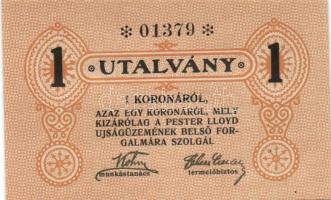 * 01379 *
1 UTALVÁNY 1
1 KORONÁRÓL,
AZAZ EGY KORONÁRÓL, MELY
KIZÁRÓLAG A PESTER LLOYD
UJSÁGÜZEMÉNEK BELSŐ FOR-
GALMÁRA SZOLGÁL
munkástanács termelőbiztos